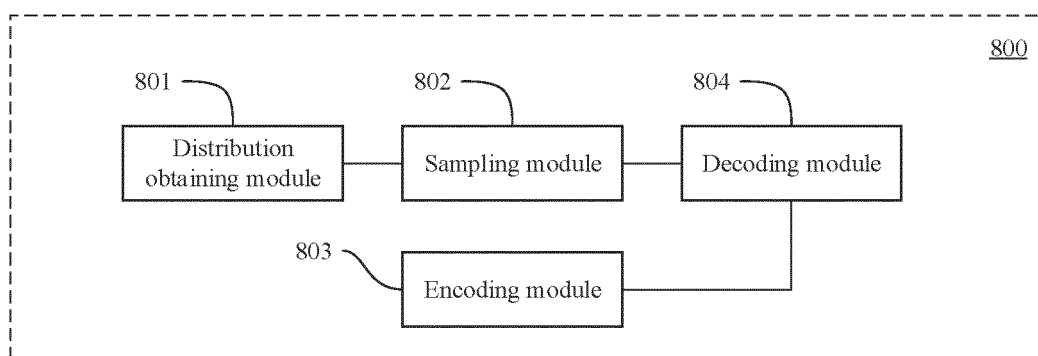 800
801
802
804
Distribution
obtaining module
Sampling module
Decoding module
803
Encoding module